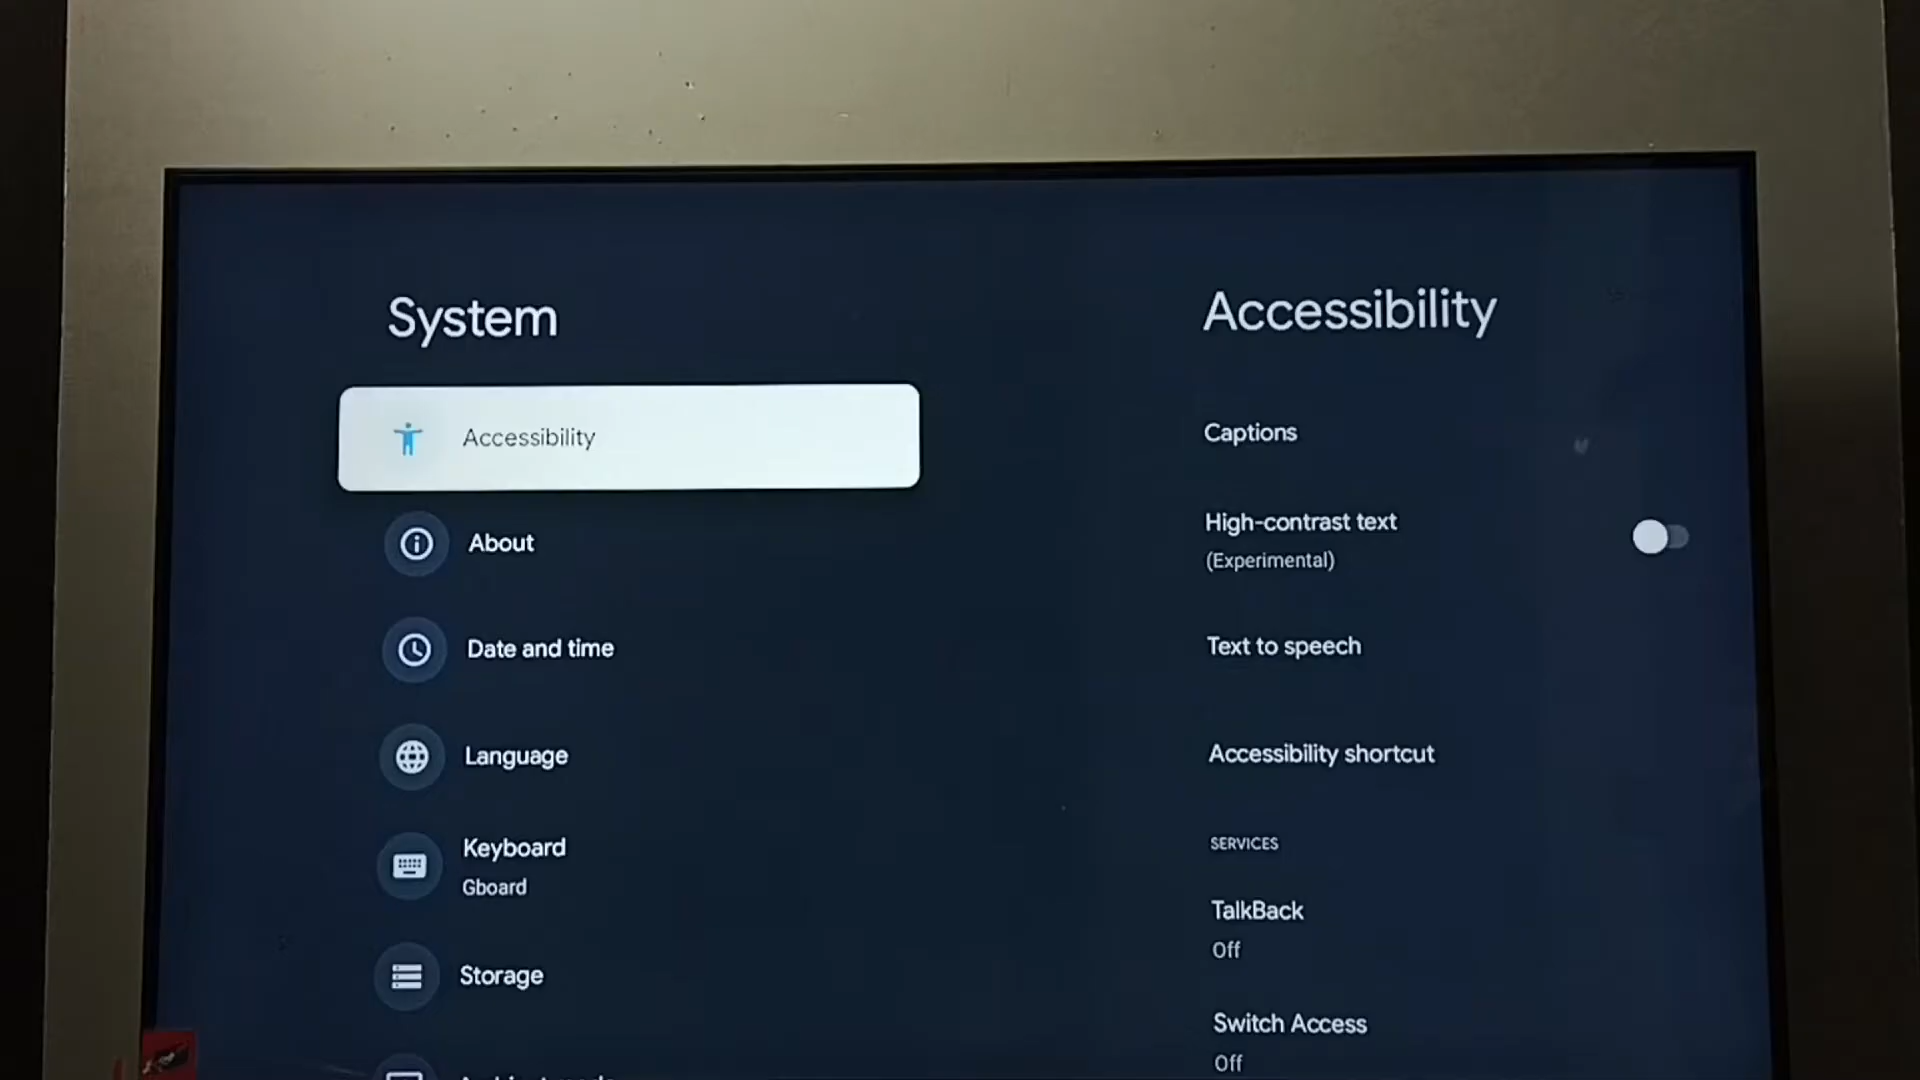 System
Accessibility
About
Date and time
Language
Keyboard
Gboard
Storage
Accessibility
Captions
High-contrast text
(Experimental)
Text to speech
Accessibility shortcut
SERVICES
TalkBack
Off
Switch Access
Off